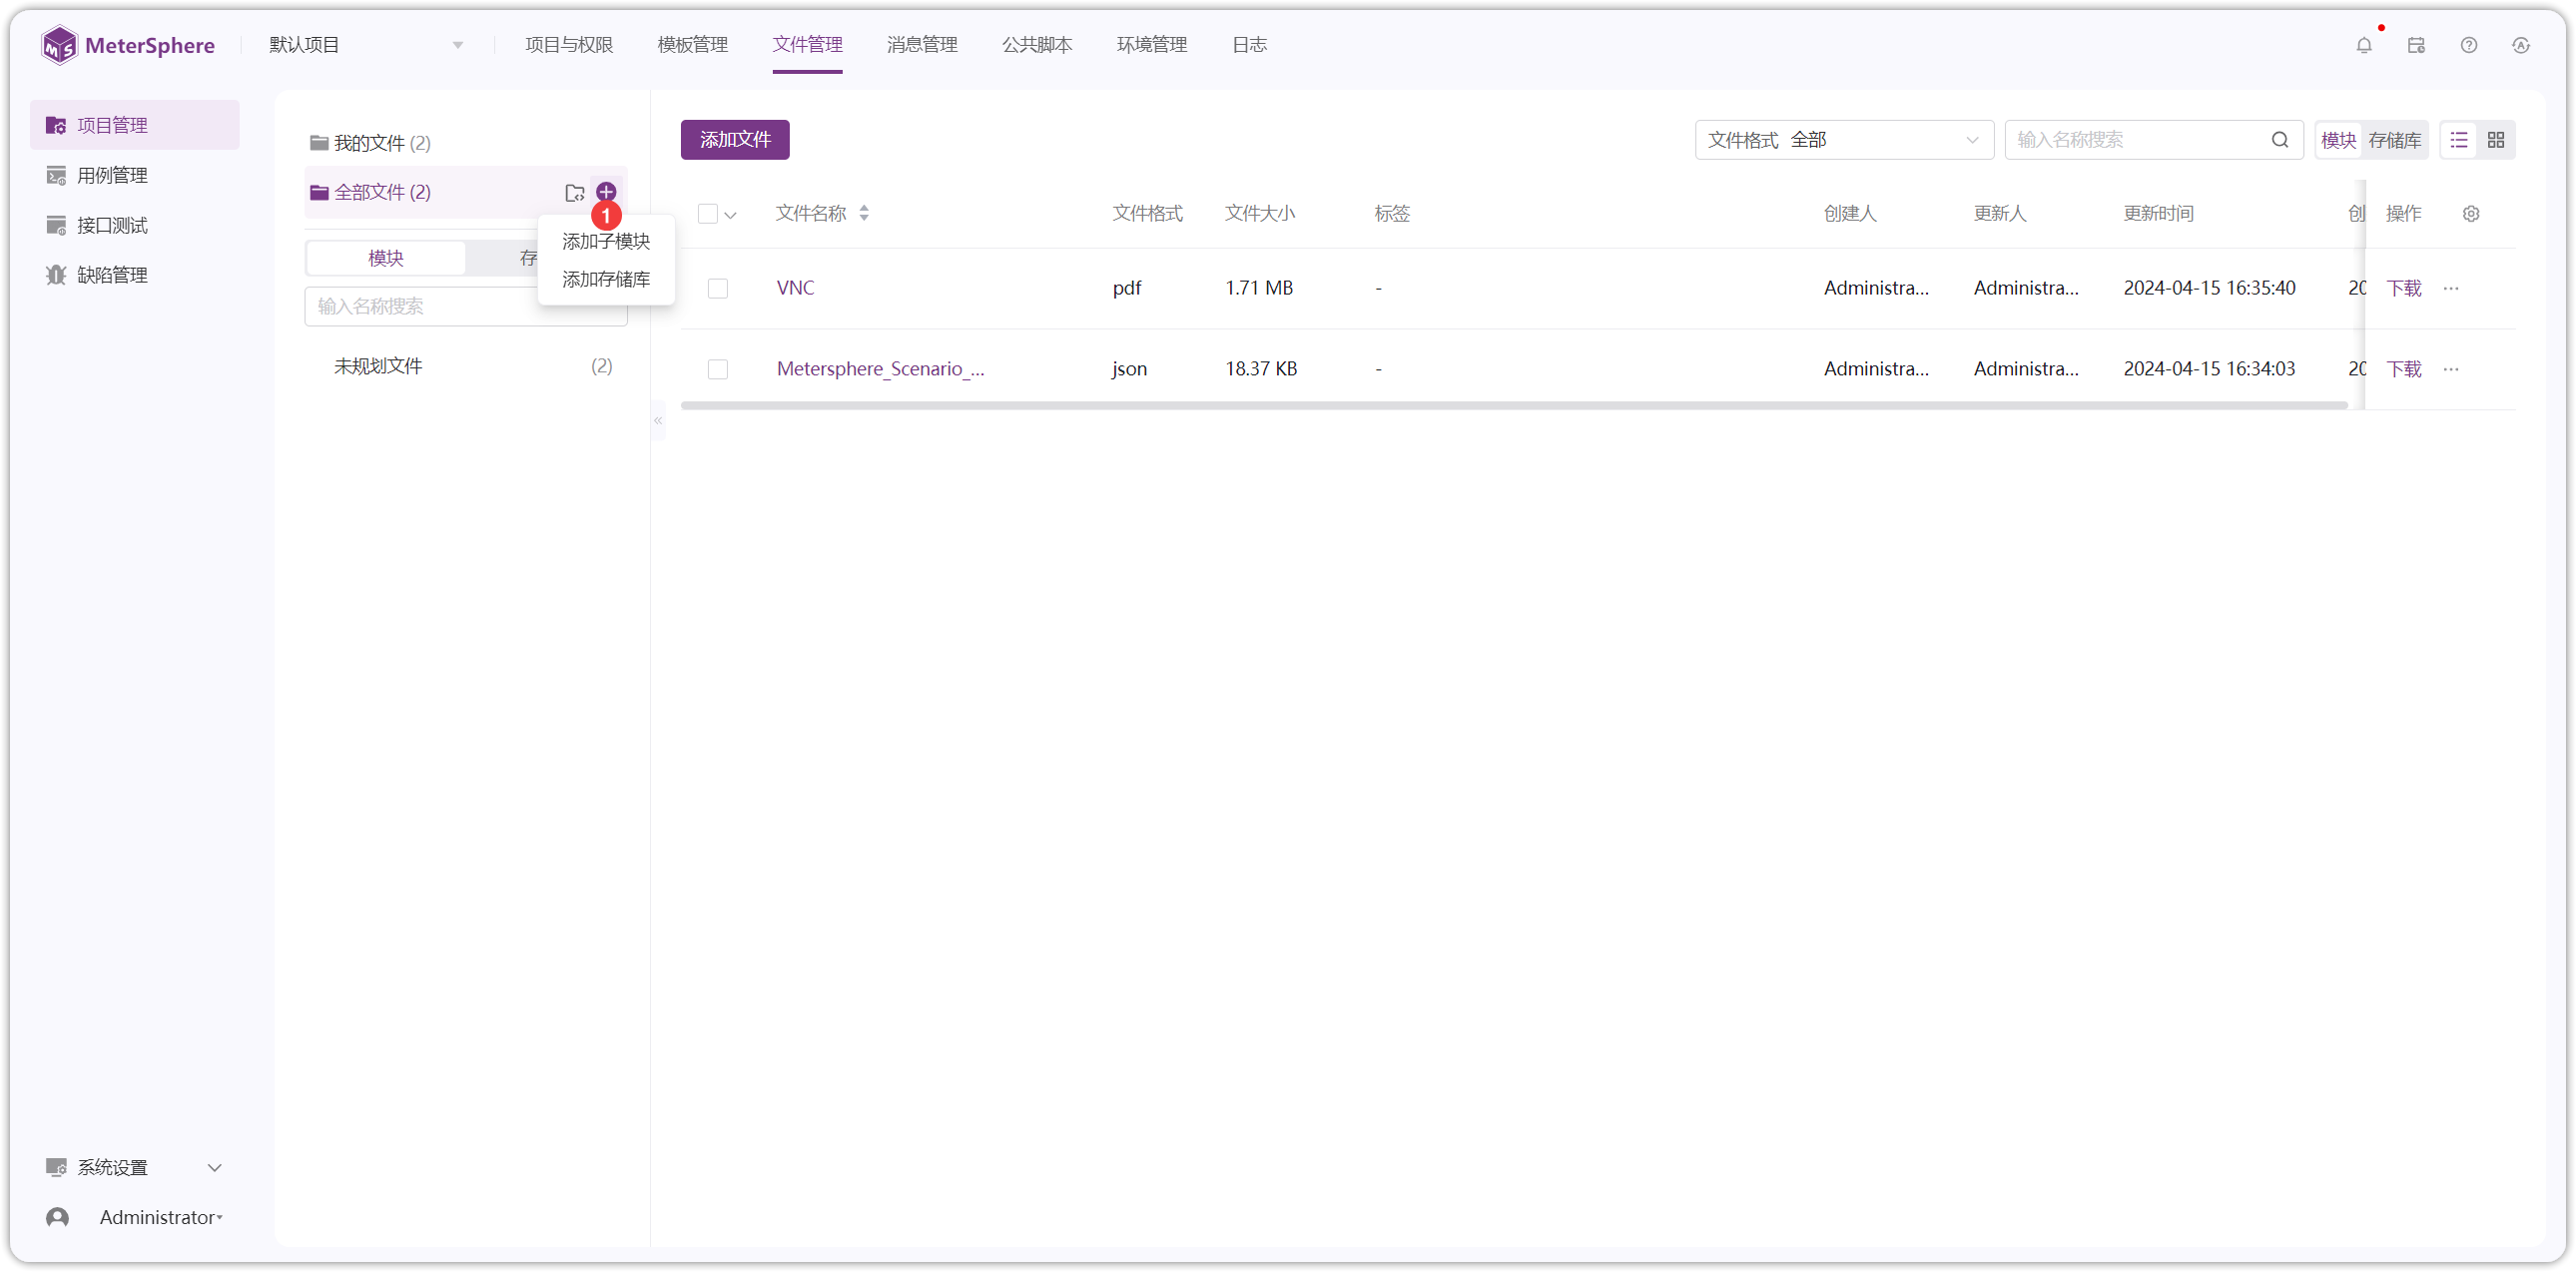 MeterSphere 默认项目 项目与权限 模板管理 文件管理 消息管理 公共脚本 环境管理 日志
项目管理
用例管理
接口测试
缺陷管理
系统设置
Administrator
我的文件 (2)
全部文件 (2)
1
添加子模块
添加存储库
模块 存
输入名称搜索
未规划文件 (2)
添加文件 文件格式 全部 输入名称搜索 模块 存储库
文件名称 文件格式 文件大小 标签 创建人 更新人 更新时间 创 操作
VNC pdf 1.71 MB - Administra... Administra... 2024-04-15 16:35:40 20 下载 ...
Metersphere_Scenario_... json 18.37 KB - Administra... Administra... 2024-04-15 16:34:03 20 下载 ...